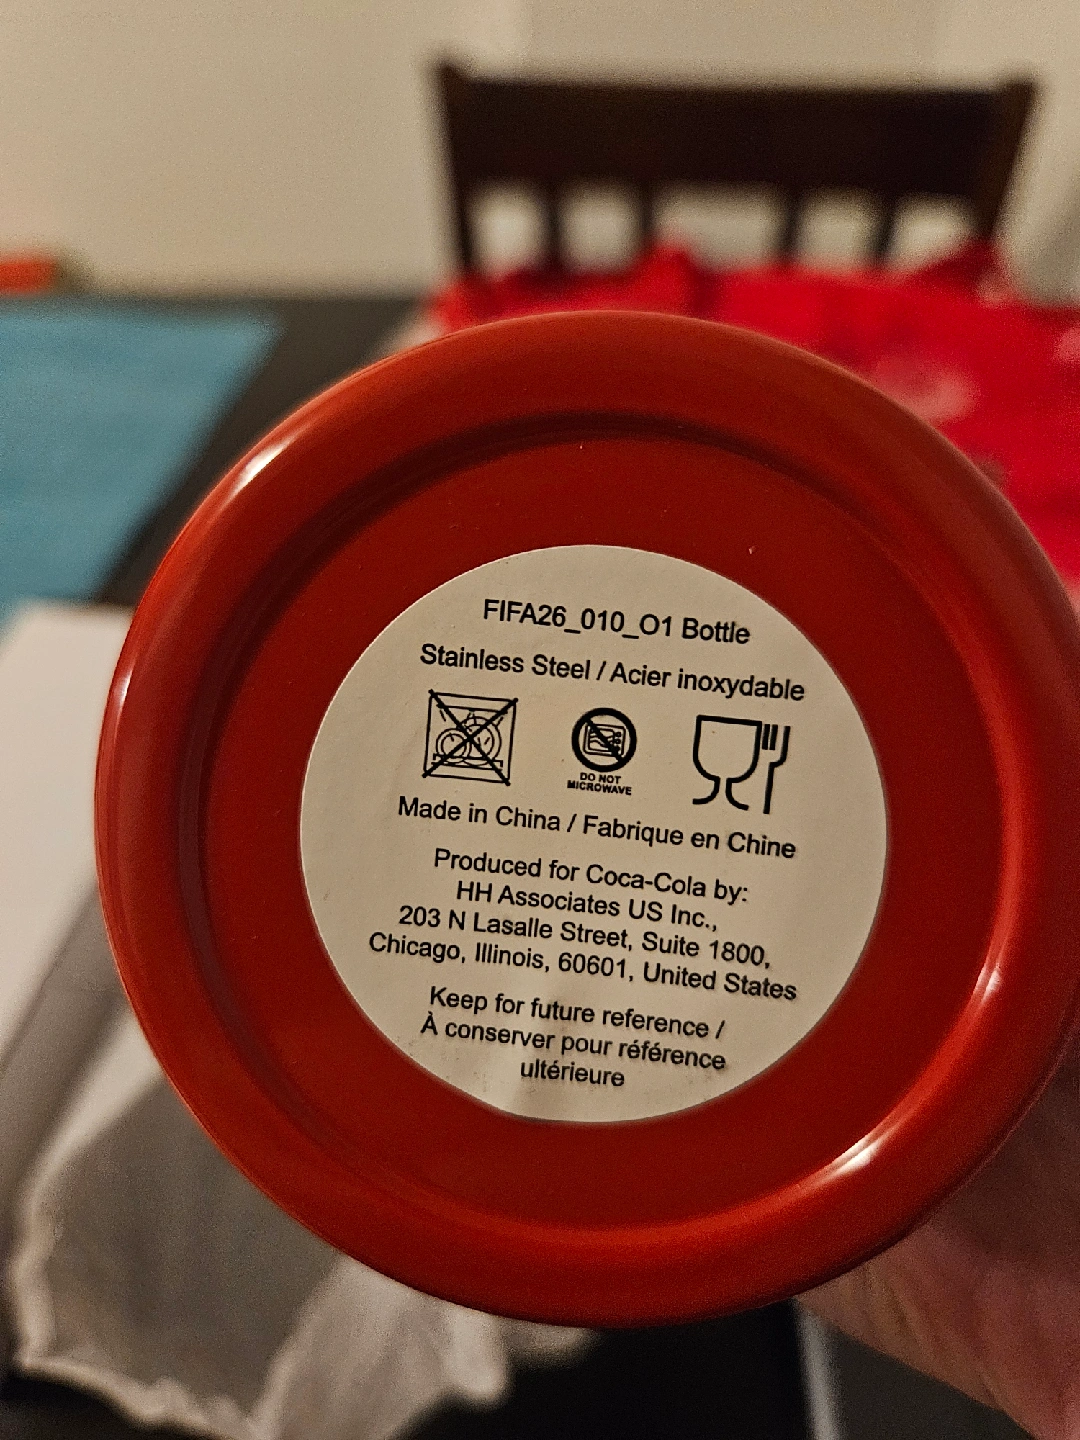 FIFA26_010_O1 Bottle
Stainless Steel / Acier inoxydable
DO NOT
MICROWAVE
Made in China / Fabrique en Chine
Produced for Coca-Cola by:
HH Associates US Inc.,
203 N Lasalle Street, Suite 1800,
Chicago, Illinois, 60601, United States
Keep for future reference /
À conserver pour référence
ultérieure